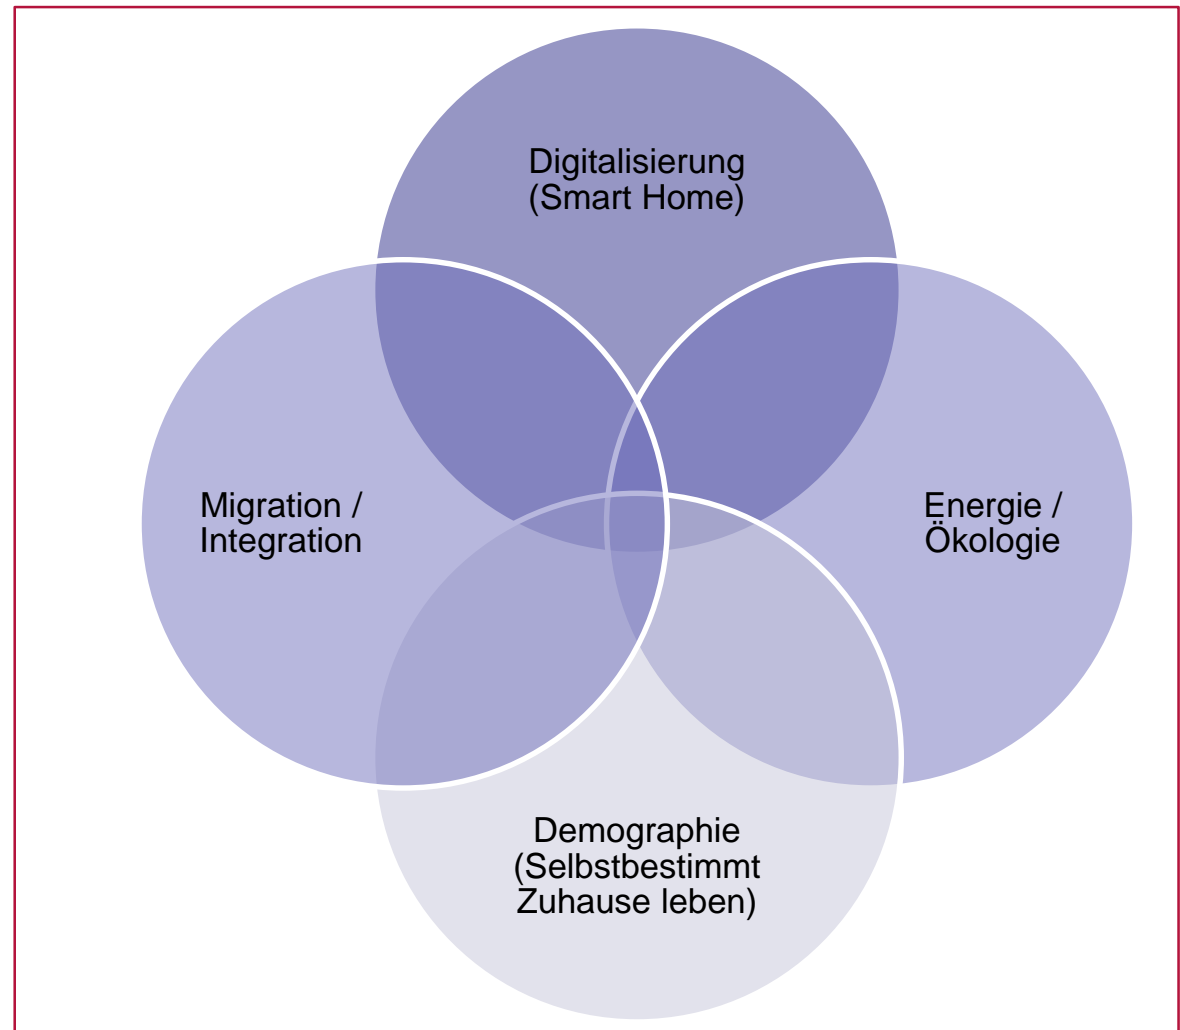 Digitalisierung
(Smart Home)
Migration /
Integration
Energie /
Ökologie
Demographie
(Selbstbestimmt
Zuhause leben)